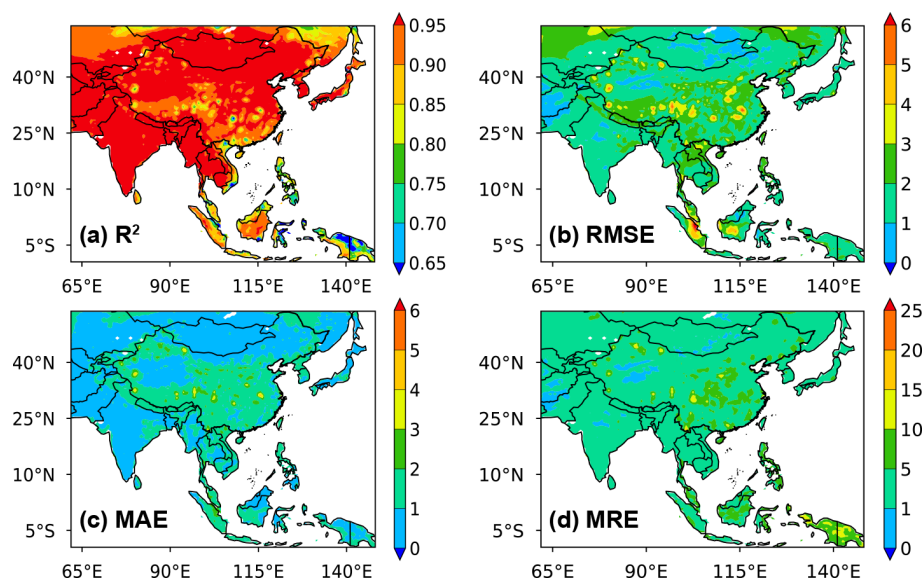 40°N
25°N
10°N
5°S
(a) R²
65°E
90°E
115°E
140°E
0.95
0.90
0.85
0.80
0.75
0.70
0.65
40°N
25°N
10°N
5°S
(b) RMSE
65°E
90°E
115°E
140°E
6
5
4
3
2
1
0
40°N
25°N
10°N
5°S
(c) MAE
65°E
90°E
115°E
140°E
6
5
4
3
2
1
0
40°N
25°N
10°N
5°S
(d) MRE
65°E
90°E
115°E
140°E
25
20
15
10
5
1
0